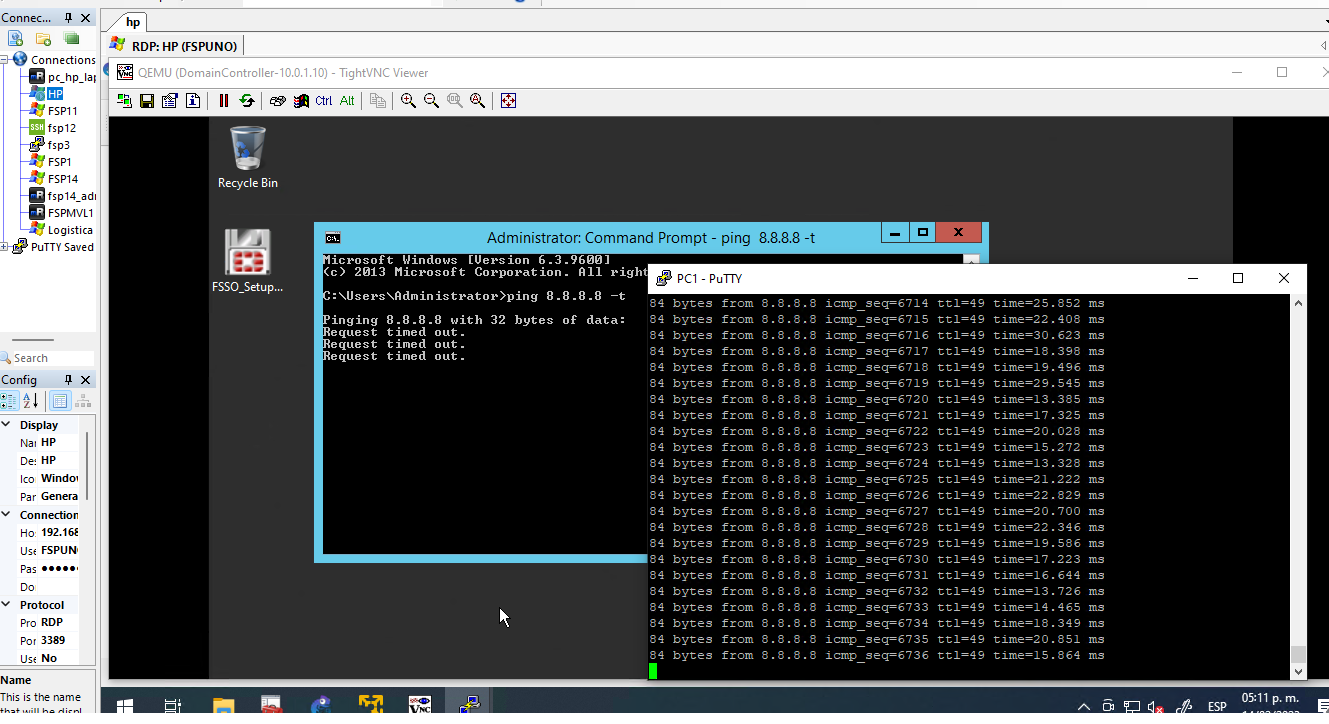 Connec...
hp
RDP: HP (FSPUNO)
Connections
pc_hp_lap
HP
FSP11
SSH fsp12
fsp3
FSP1
FSP14
fsp14_adr
FSPMVL1
Logistica
PuTTY Saved
Search
Config
Display
Nai HP
De: HP
Ico Window
Par Genera
Connection
Ho: 192.168
Use FSPUN
Pas ●●●●●●
Do
Protocol
Pro RDP
Por 3389
Use No
Name
This is the name
that will be displ
QEMU (DomainController-10.0.1.10) - TightVNC Viewer
Ctrl Alt
Recycle Bin
FSSO_Setup...
Administrator: Command Prompt - ping  8.8.8.8 -t
Microsoft Windows [Version 6.3.9600]
(c) 2013 Microsoft Corporation. All righ
C:\Users\Administrator>ping 8.8.8.8 -t
Pinging 8.8.8.8 with 32 bytes of data:
Request timed out.
Request timed out.
Request timed out.
PC1 - PuTTY
84 bytes from 8.8.8.8 icmp_seq=6714 ttl=49 time=25.852 ms
84 bytes from 8.8.8.8 icmp_seq=6715 ttl=49 time=22.408 ms
84 bytes from 8.8.8.8 icmp_seq=6716 ttl=49 time=30.623 ms
84 bytes from 8.8.8.8 icmp_seq=6717 ttl=49 time=18.398 ms
84 bytes from 8.8.8.8 icmp_seq=6718 ttl=49 time=19.496 ms
84 bytes from 8.8.8.8 icmp_seq=6719 ttl=49 time=29.545 ms
84 bytes from 8.8.8.8 icmp_seq=6720 ttl=49 time=13.385 ms
84 bytes from 8.8.8.8 icmp_seq=6721 ttl=49 time=17.325 ms
84 bytes from 8.8.8.8 icmp_seq=6722 ttl=49 time=20.028 ms
84 bytes from 8.8.8.8 icmp_seq=6723 ttl=49 time=15.272 ms
84 bytes from 8.8.8.8 icmp_seq=6724 ttl=49 time=13.328 ms
84 bytes from 8.8.8.8 icmp_seq=6725 ttl=49 time=21.222 ms
84 bytes from 8.8.8.8 icmp_seq=6726 ttl=49 time=22.829 ms
84 bytes from 8.8.8.8 icmp_seq=6727 ttl=49 time=20.700 ms
84 bytes from 8.8.8.8 icmp_seq=6728 ttl=49 time=22.346 ms
84 bytes from 8.8.8.8 icmp_seq=6729 ttl=49 time=19.586 ms
84 bytes from 8.8.8.8 icmp_seq=6730 ttl=49 time=17.223 ms
84 bytes from 8.8.8.8 icmp_seq=6731 ttl=49 time=16.644 ms
84 bytes from 8.8.8.8 icmp_seq=6732 ttl=49 time=13.726 ms
84 bytes from 8.8.8.8 icmp_seq=6733 ttl=49 time=14.465 ms
84 bytes from 8.8.8.8 icmp_seq=6734 ttl=49 time=18.349 ms
84 bytes from 8.8.8.8 icmp_seq=6735 ttl=49 time=20.851 ms
84 bytes from 8.8.8.8 icmp_seq=6736 ttl=49 time=15.864 ms
ESP
05:11 p. m.